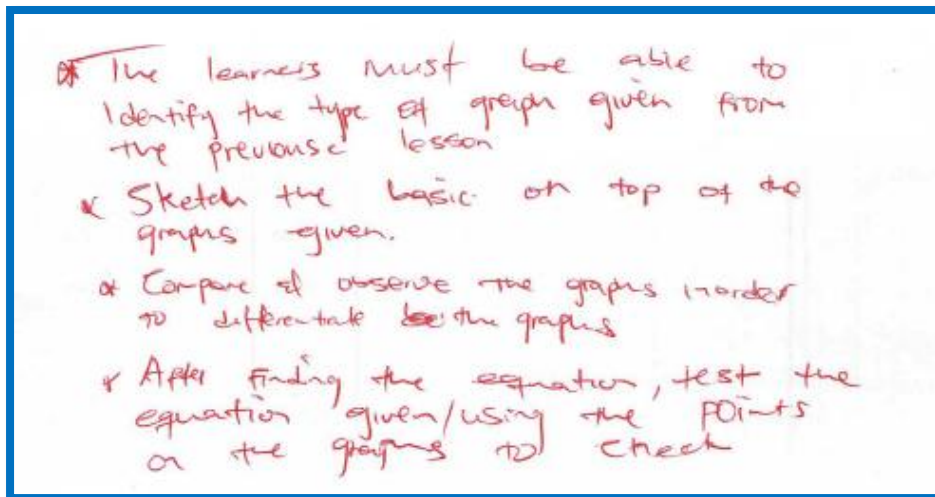 * The learners must be able to
Identify the type of graph given from
the previouse lesson
* Sketch the basic on top of the
graphs given.
* Compare & observe the graphs inorder
to differentiate the graphs
* After finding the equation, test the
equation given/using the points
on the graphs to check